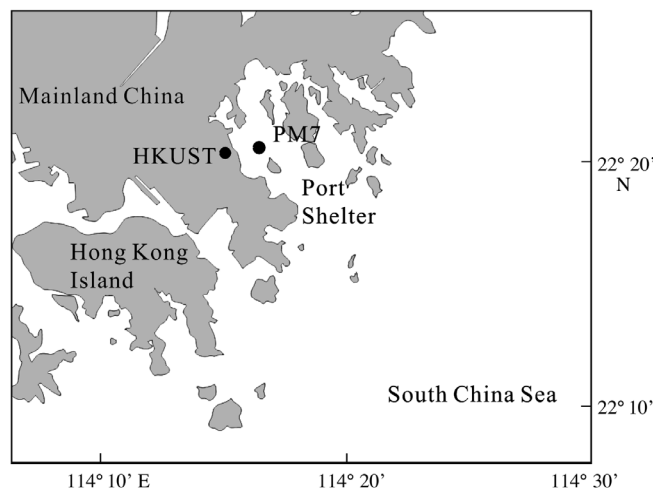 Mainland China
PM7
HKUST
22° 20'
N
Port
Shelter
Hong Kong
Island
South China Sea
22° 10'
114° 10' E
114° 20'
114° 30'